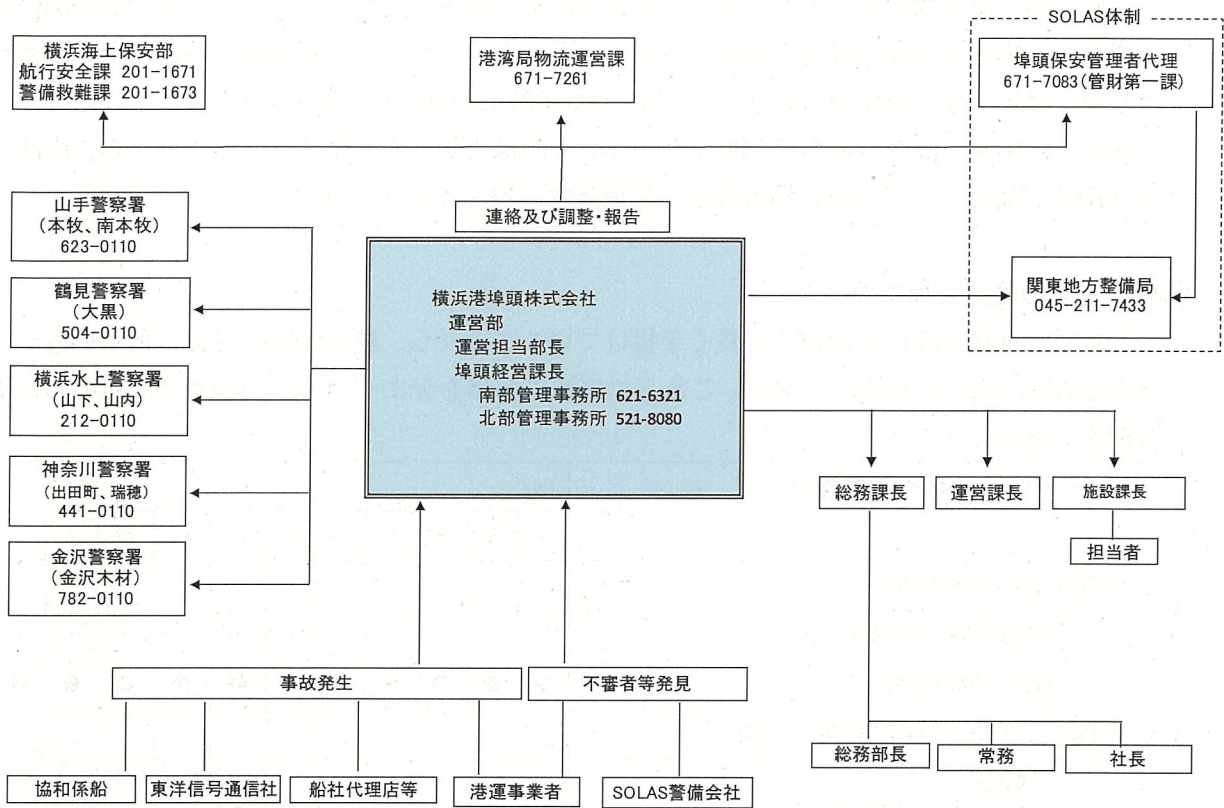 SOLAS体制
横浜海上保安部
航行安全課 201-1671
警備救難課 201-1673
港湾局物流運営課
671-7261
埠頭保安管理者代理
671-7083(管財第一課)
連絡及び調整・報告
山手警察署
(本牧、南本牧)
623-0110
鶴見警察署
(大黒)
504-0110
横浜水上警察署
(山下、山内)
212-0110
神奈川警察署
(出田町、瑞穂)
441-0110
金沢警察署
(金沢木材)
782-0110
横浜港埠頭株式会社
運営部
運営担当部長
埠頭経営課長
南部管理事務所 621-6321
北部管理事務所 521-8080
関東地方整備局
045-211-7433
総務課長
運営課長
施設課長
担当者
事故発生
不審者等発見
総務部長
常務
社長
協和係船
東洋信号通信社
船社代理店等
港運事業者
SOLAS警備会社